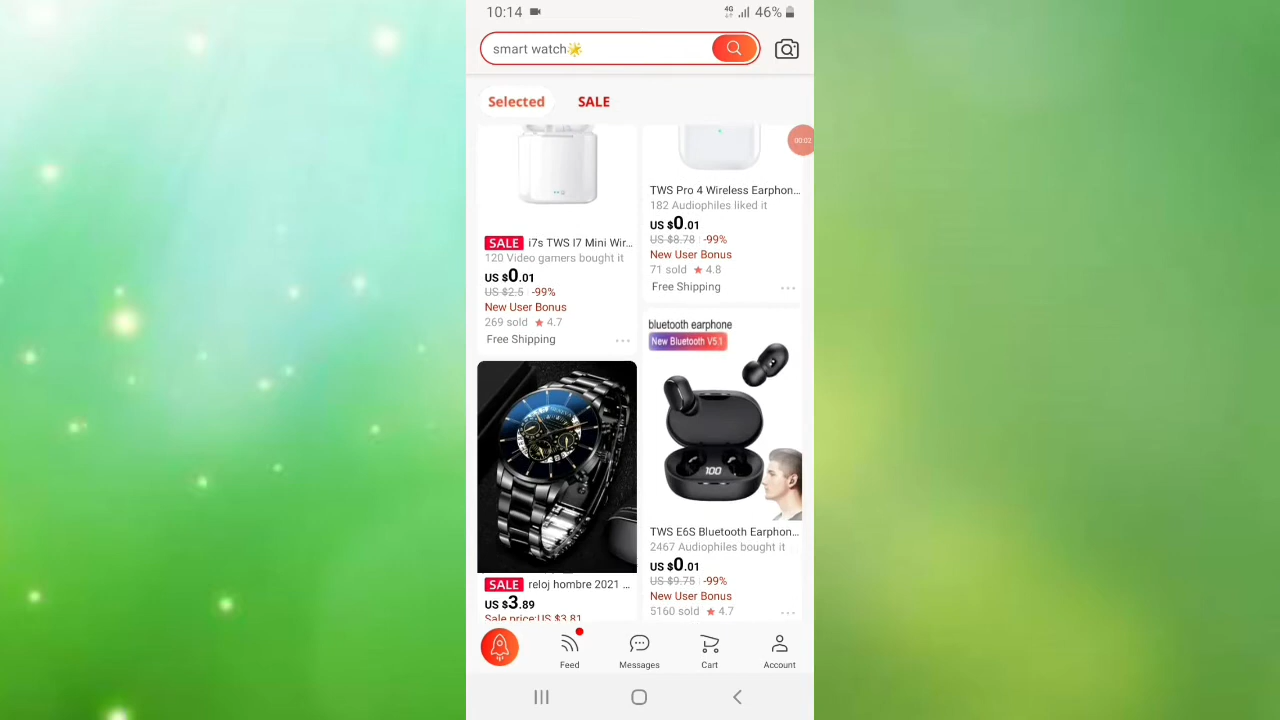 10:14
4G
46%
smart watch🌟
Selected
SALE
00:02
SALE i7s TWS I7 Mini Wir...
120 Video gamers bought it
US $0.01
US $2.5 -99%
New User Bonus
269 sold ★ 4.7
Free Shipping
TWS Pro 4 Wireless Earphon...
182 Audiophiles liked it
US $0.01
US $8.78 -99%
New User Bonus
71 sold ★ 4.8
Free Shipping
SALE reloj hombre 2021 ...
US $3.89
Sale price:US $3.81
bluetooth earphone
New Bluetooth V5.1
100
TWS E6S Bluetooth Earphon...
2467 Audiophiles bought it
US $0.01
US $9.75 -99%
New User Bonus
5160 sold ★ 4.7
Feed
Messages
Cart
Account